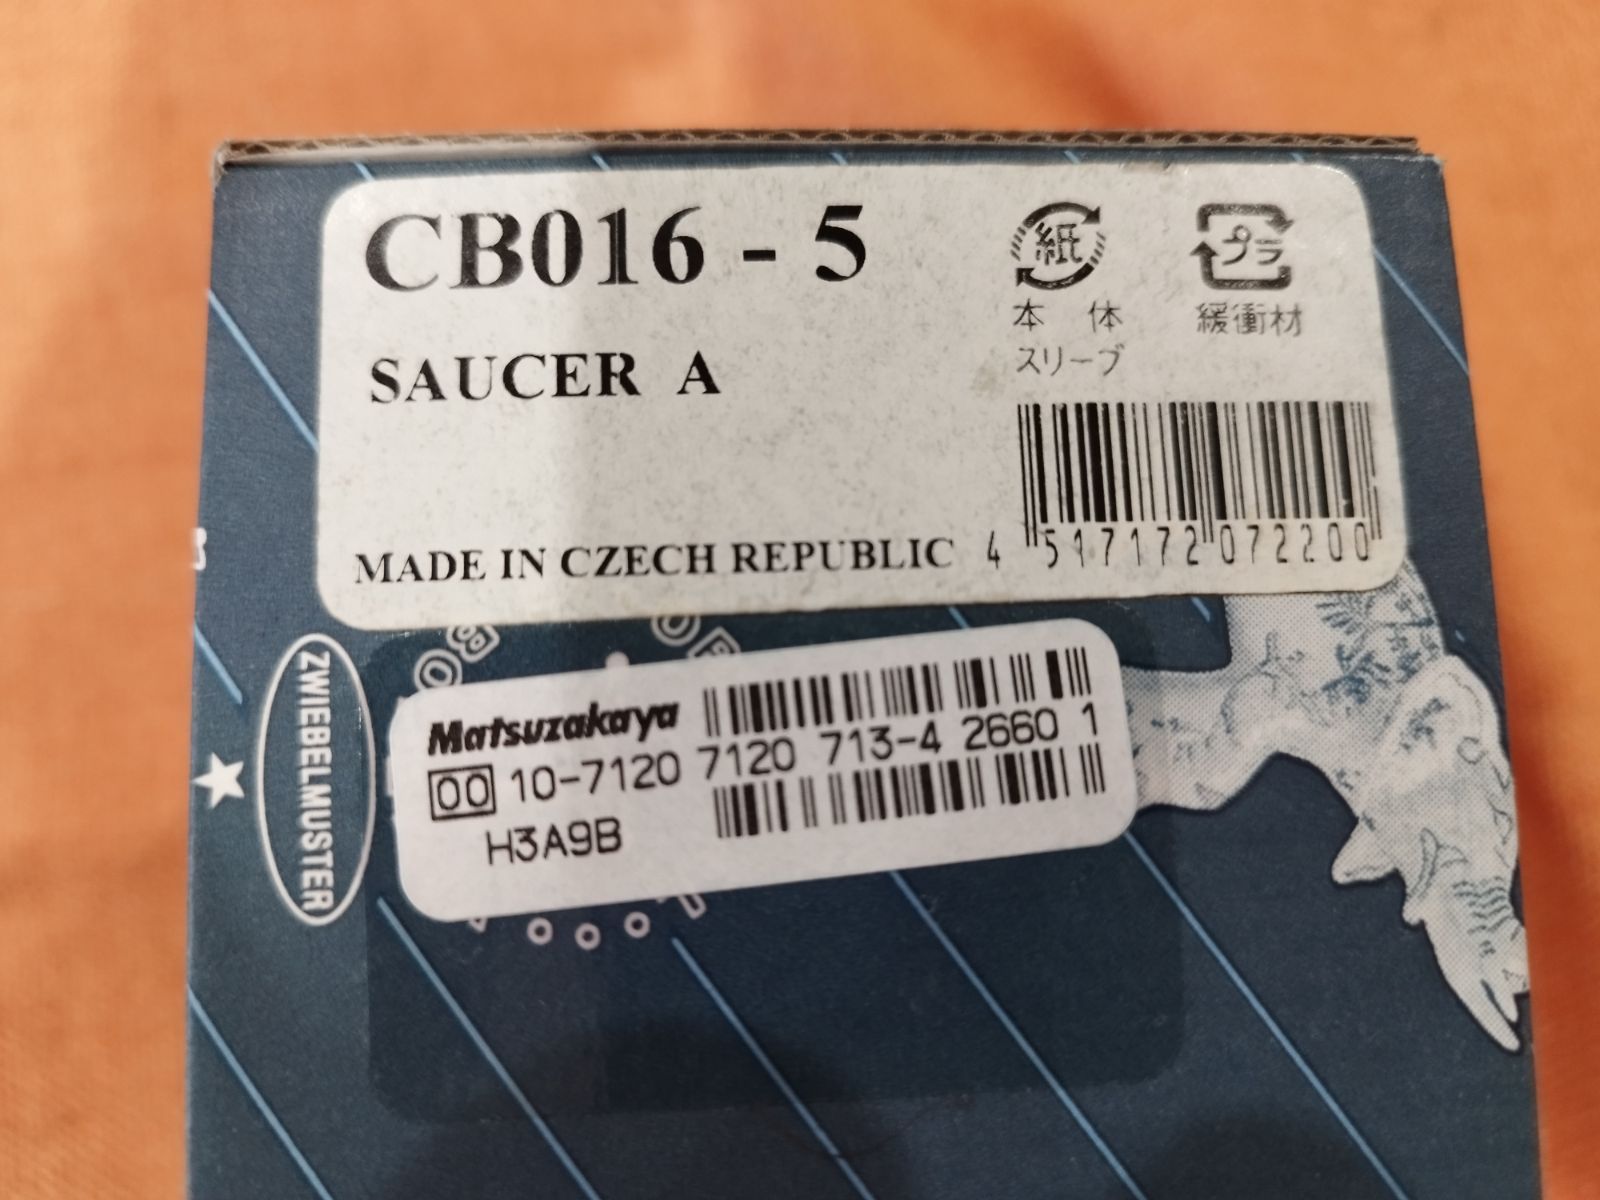 CB016 - 5
紙
プラ
本 体
スリーブ
緩衝材
SAUCER A
MADE IN CZECH REPUBLIC
4 517172 072200
ZWIEBELMUSTER
Matsuzakaya
00 10-7120 7120 713-4 2660 1
H3A9B